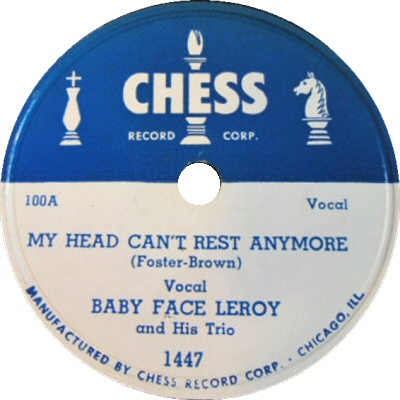 CHESS
RECORD CORP.
100A Vocal
MY HEAD CAN'T REST ANYMORE
(Foster-Brown)
Vocal
BABY FACE LEROY
and His Trio
1447
MANUFACTURED BY CHESS RECORD CORP. · CHICAGO, ILL